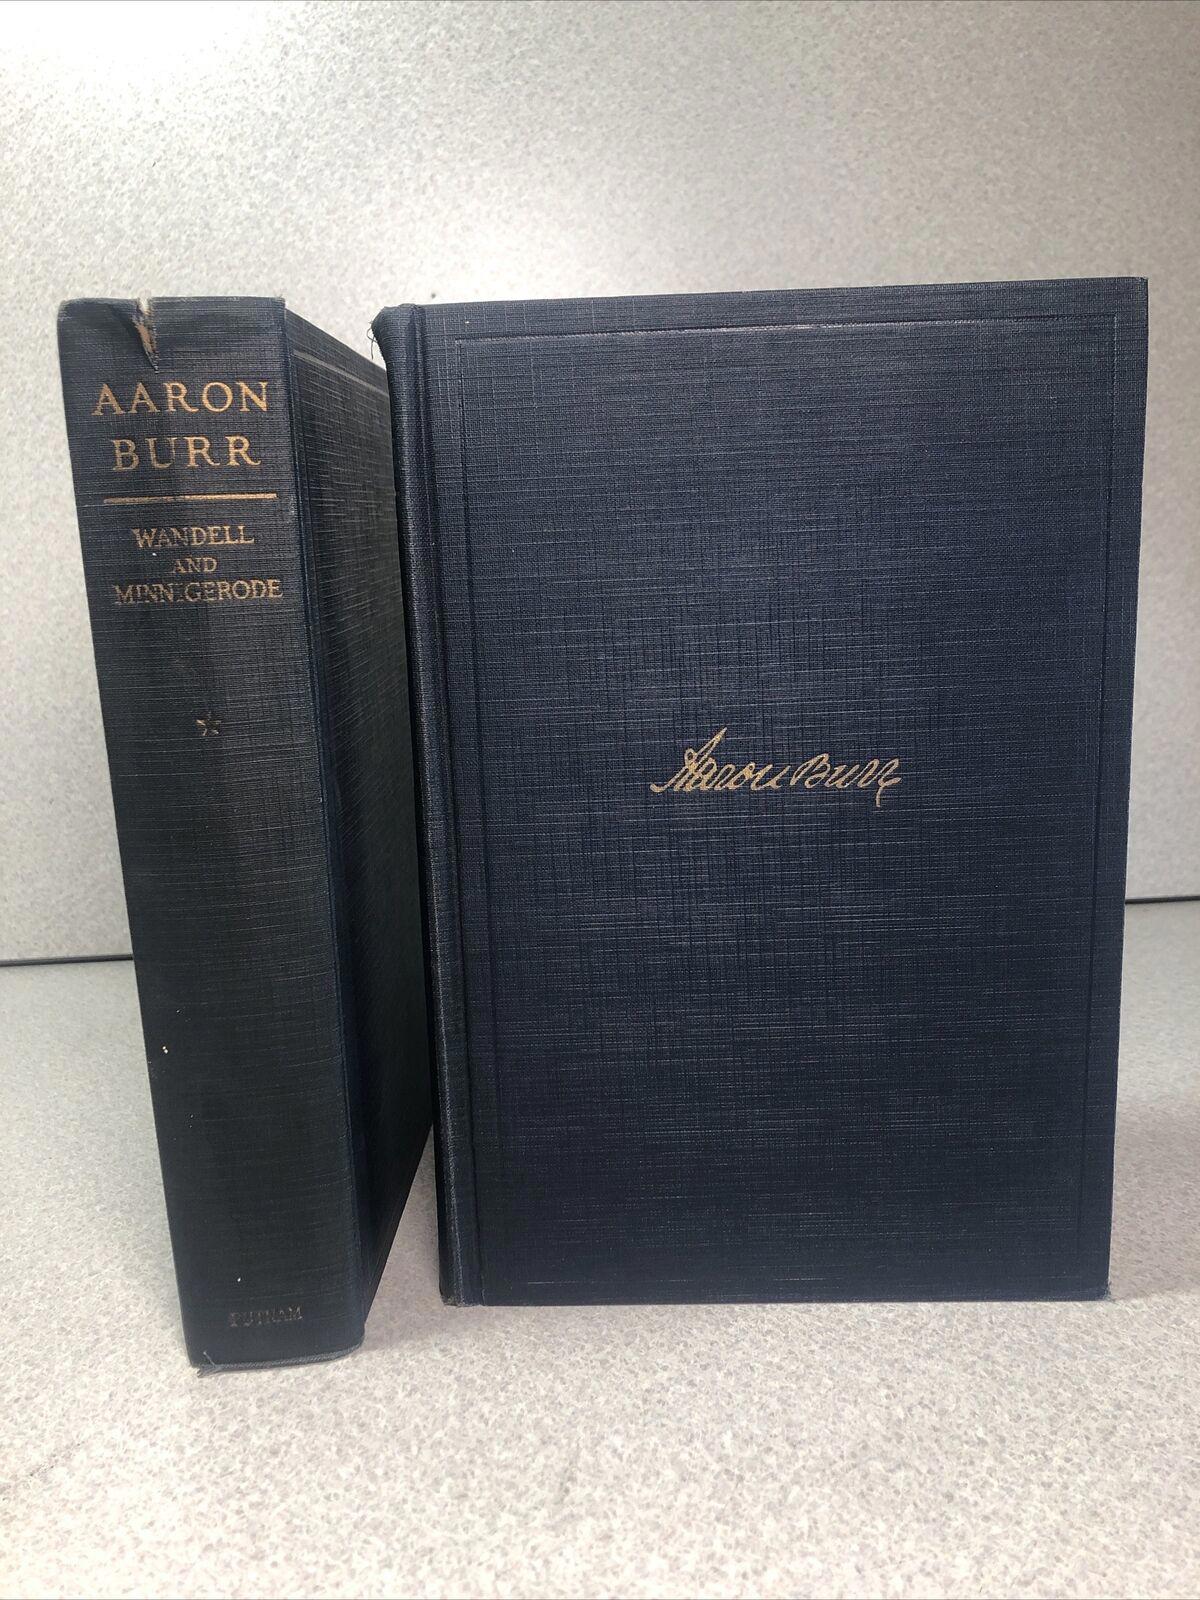 AARON
BURR
WANDELL
AND
MINNIGERODE
PUTNAM
Aaron Burr